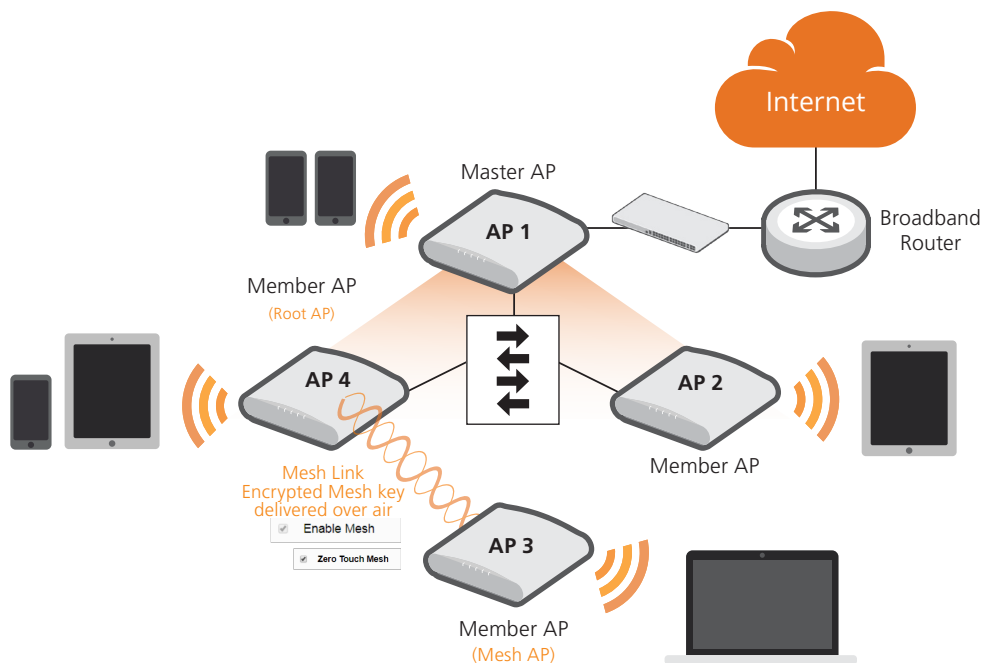 Internet
Master AP
AP 1
Broadband
Router
Member AP
(Root AP)
AP 4
AP 2
Member AP
Mesh Link
Encrypted Mesh key
delivered over air
Enable Mesh
Zero Touch Mesh
AP 3
Member AP
(Mesh AP)